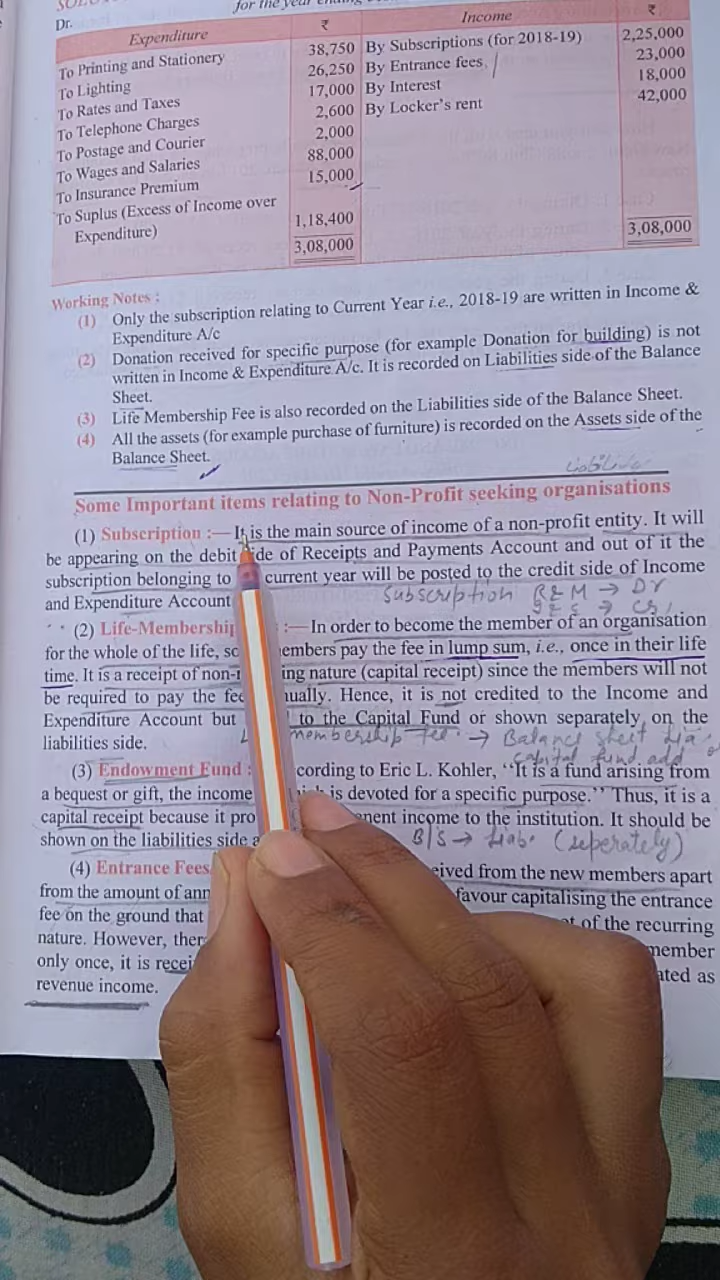 for the year ending
Dr.
Expenditure ₹ Income ₹
To Printing and Stationery 38,750 By Subscriptions (for 2018-19) 2,25,000
To Lighting 26,250 By Entrance fees 23,000
To Rates and Taxes 17,000 By Interest 18,000
To Telephone Charges 2,600 By Locker's rent 42,000
To Postage and Courier 2,000
To Wages and Salaries 88,000
To Insurance Premium 15,000
To Suplus (Excess of Income over
Expenditure) 1,18,400
3,08,000 3,08,000
Working Notes :
(1) Only the subscription relating to Current Year i.e., 2018-19 are written in Income &
Expenditure A/c
(2) Donation received for specific purpose (for example Donation for building) is not
written in Income & Expenditure A/c. It is recorded on Liabilities side of the Balance
Sheet.
(3) Life Membership Fee is also recorded on the Liabilities side of the Balance Sheet.
(4) All the assets (for example purchase of furniture) is recorded on the Assets side of the
Balance Sheet.
Some Important items relating to Non-Profit seeking organisations
(1) Subscription :— It is the main source of income of a non-profit entity. It will
be appearing on the debit side of Receipts and Payments Account and out of it the
subscription belonging to current year will be posted to the credit side of Income
and Expenditure Account
Subscription R & M → Dr
→ Cr
(2) Life-Membership :— In order to become the member of an organisation
for the whole of the life, so embers pay the fee in lump sum, i.e., once in their life
time. It is a receipt of non- ing nature (capital receipt) since the members will not
be required to pay the fee ually. Hence, it is not credited to the Income and
Expenditure Account but to the Capital Fund or shown separately on the
liabilities side.
membership fee → Balance sheet Lia
capital fund add
(3) Endowment Fund : cording to Eric L. Kohler, "It is a fund arising from
a bequest or gift, the income is devoted for a specific purpose." Thus, it is a
capital receipt because it pro nent income to the institution. It should be
shown on the liabilities side
B/S → Liab. (seperately)
(4) Entrance Fees eived from the new members apart
from the amount of ann favour capitalising the entrance
fee on the ground that of the recurring
nature. However, ther member
only once, it is recei ated as
revenue income.